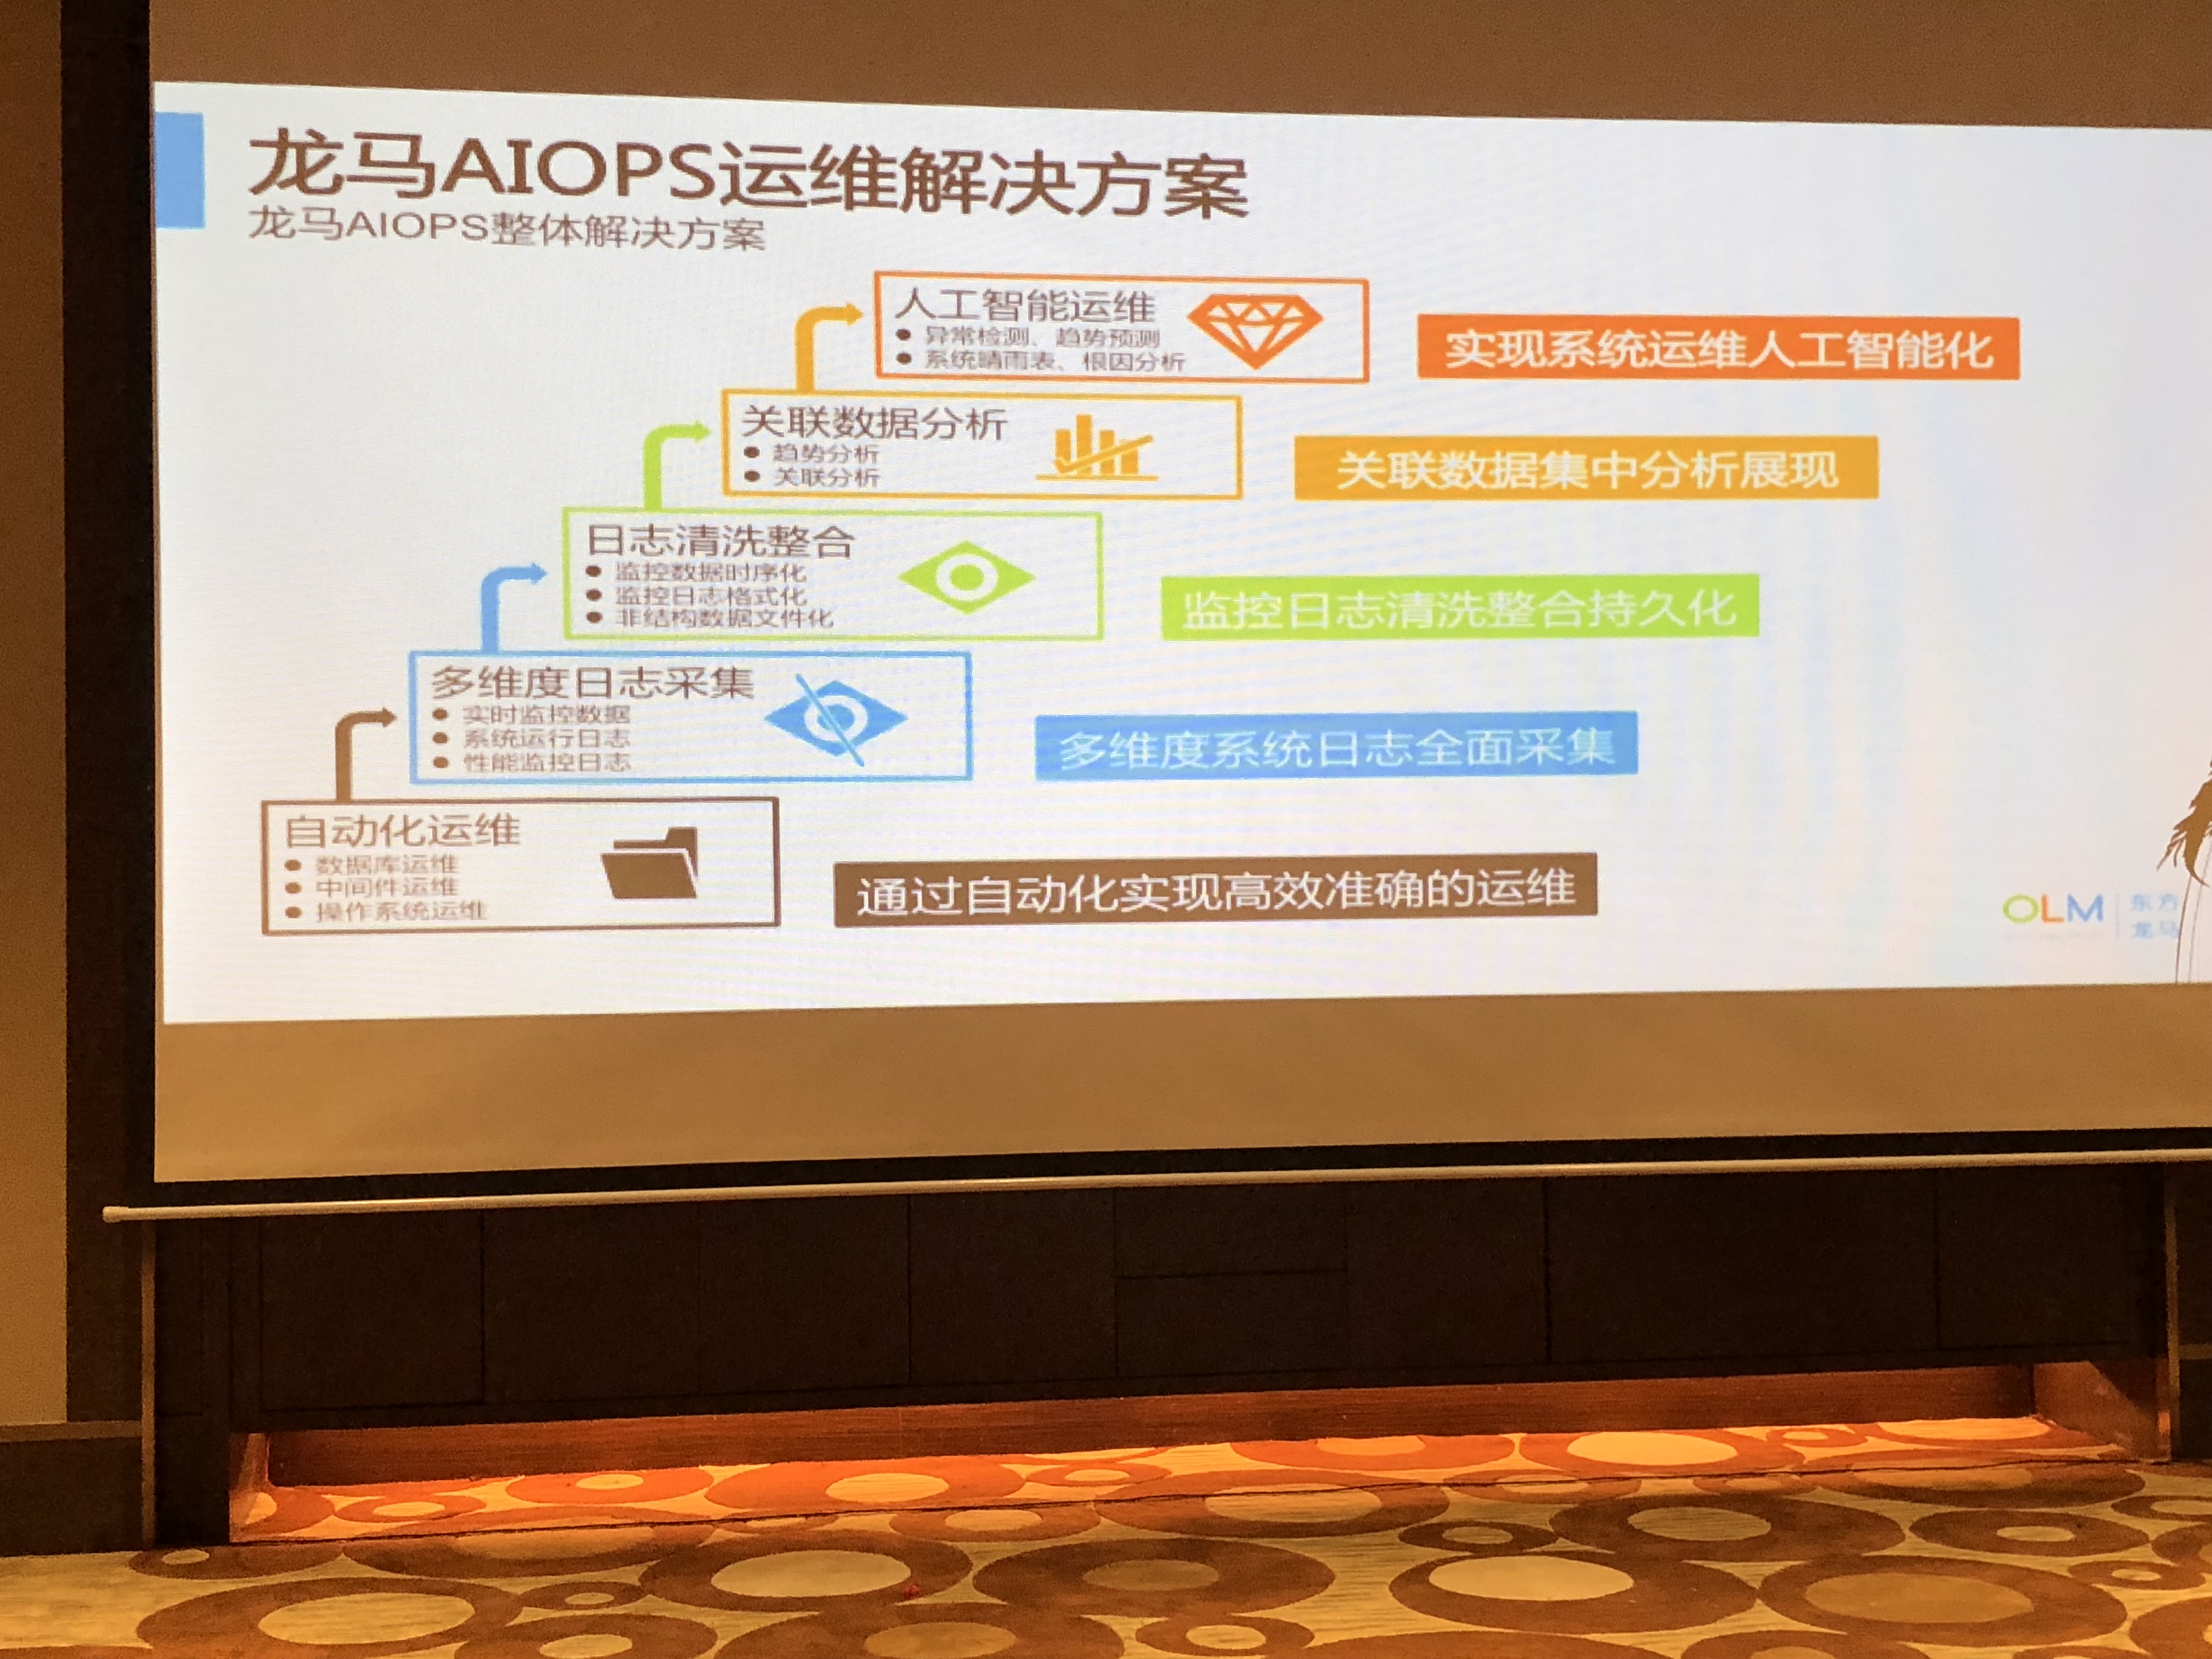 龙马AIOPS运维解决方案
龙马AIOPS整体解决方案
人工智能运维
● 异常检测、趋势预测
● 系统晴雨表、根因分析
实现系统运维人工智能化
关联数据分析
● 趋势分析
● 关联分析
关联数据集中分析展现
日志清洗整合
● 监控数据时序化
● 监控日志格式化
● 非结构数据文件化
监控日志清洗整合持久化
多维度日志采集
● 实时监控数据
● 系统运行日志
● 性能监控日志
多维度系统日志全面采集
自动化运维
● 数据库运维
● 中间件运维
● 操作系统运维
通过自动化实现高效准确的运维
OLM
东方
龙马